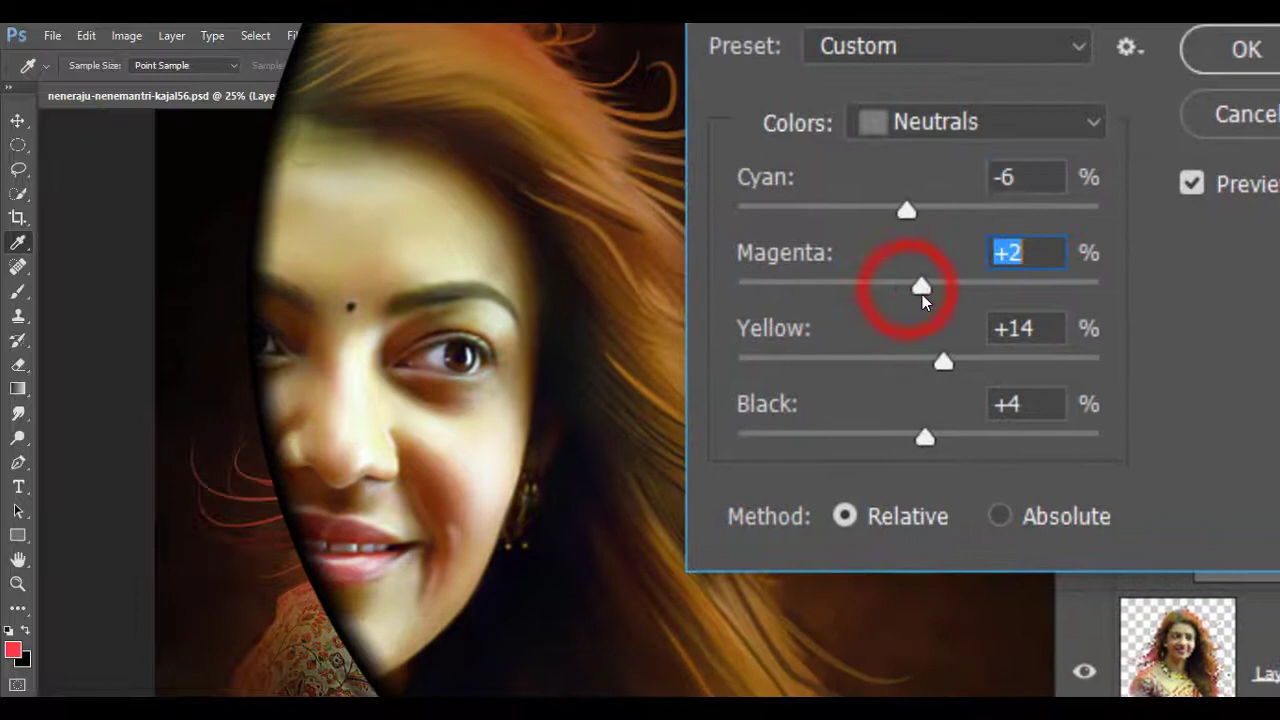 Ps File Edit Image Layer Type Select
Sample Size: Point Sample
neneraju-nenemantri-kajal56.psd @ 25% (Laye
Preset: Custom
OK
Colors: Neutrals
Cancel
Cyan: -6 %
Preview
Magenta: +2 %
Yellow: +14 %
Black: +4 %
Method: Relative Absolute